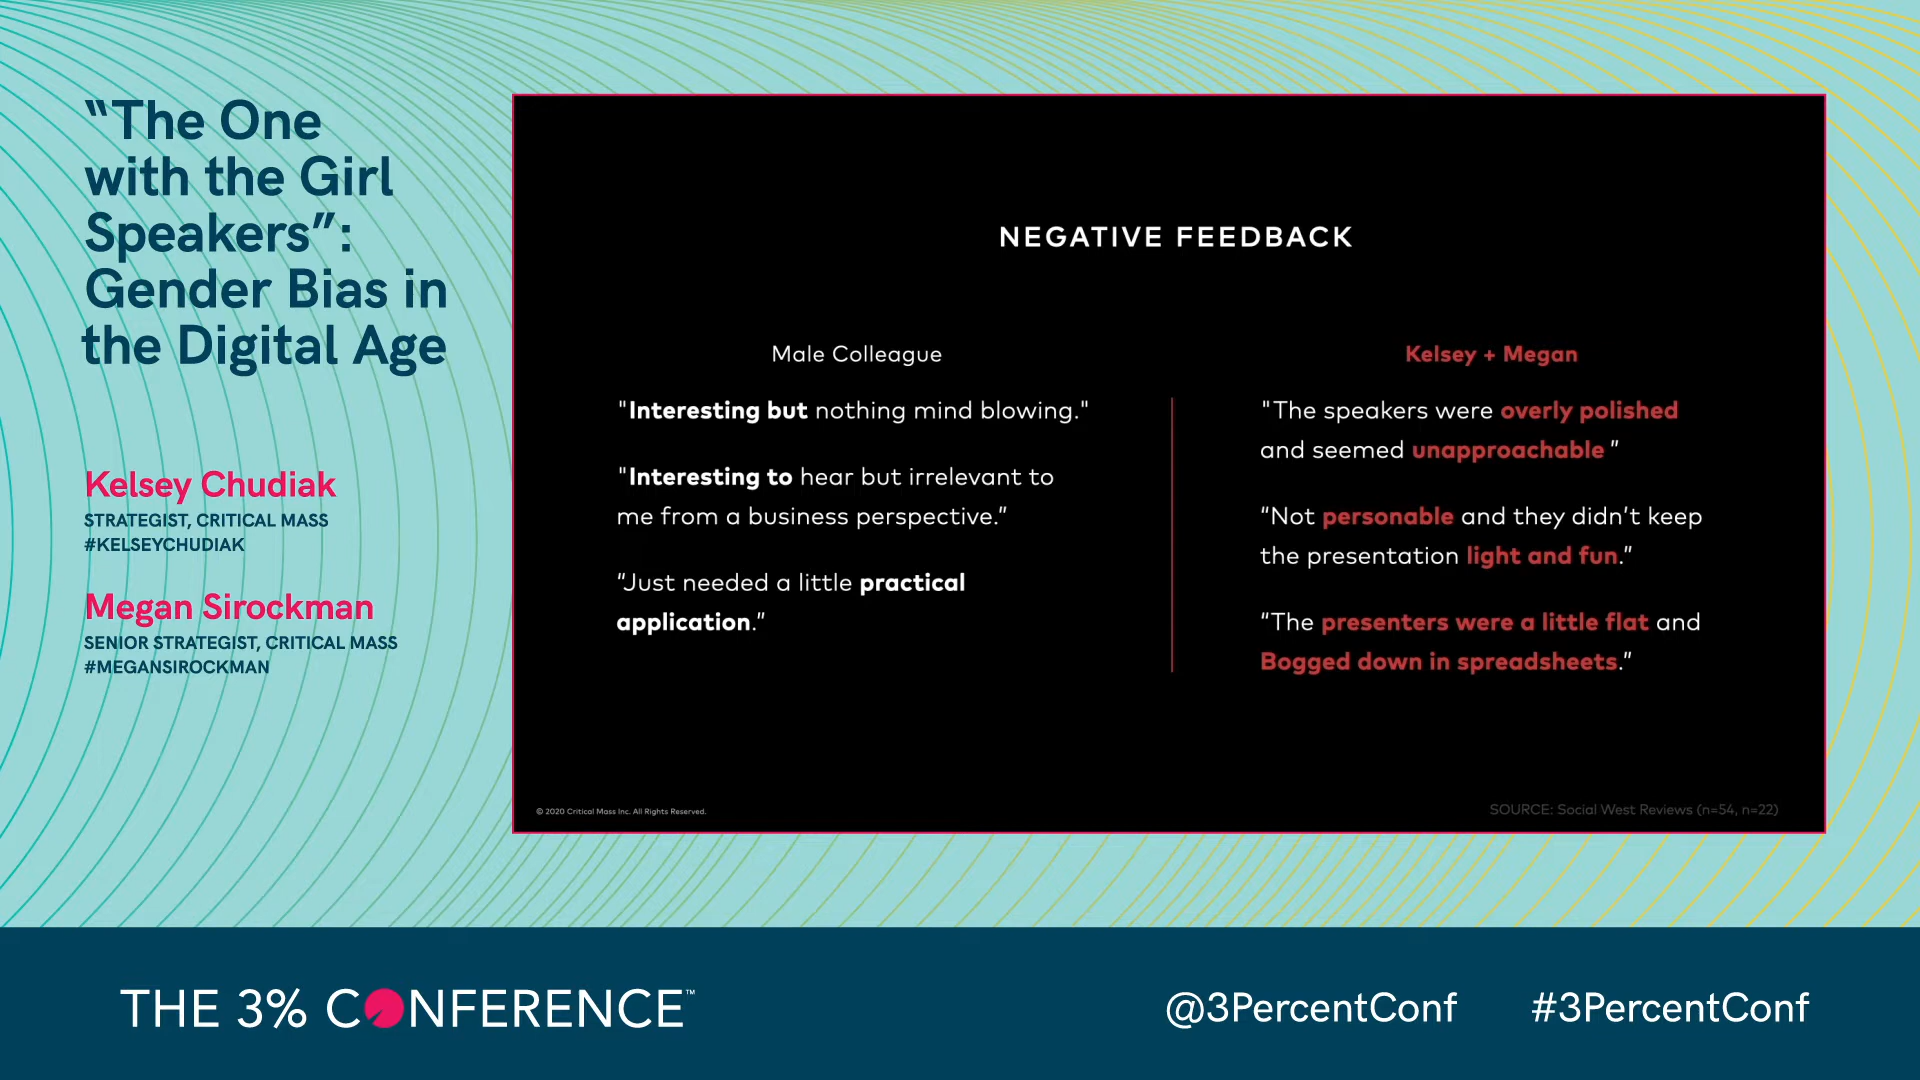 “The One
with the Girl
Speakers”:
Gender Bias in
the Digital Age
Kelsey Chudiak
STRATEGIST, CRITICAL MASS
#KELSEYCHUDIAK
Megan Sirockman
SENIOR STRATEGIST, CRITICAL MASS
#MEGANSIROCKMAN
NEGATIVE FEEDBACK
Male Colleague
"Interesting but nothing mind blowing."
"Interesting to hear but irrelevant to
me from a business perspective.”
“Just needed a little practical
application.”
Kelsey + Megan
"The speakers were overly polished
and seemed unapproachable ”
“Not personable and they didn’t keep
the presentation light and fun.”
“The presenters were a little flat and
Bogged down in spreadsheets.”
© 2020 Critical Mass Inc. All Rights Reserved.
SOURCE: Social West Reviews (n=54, n=22)
THE 3% CONFERENCE™
@3PercentConf
#3PercentConf